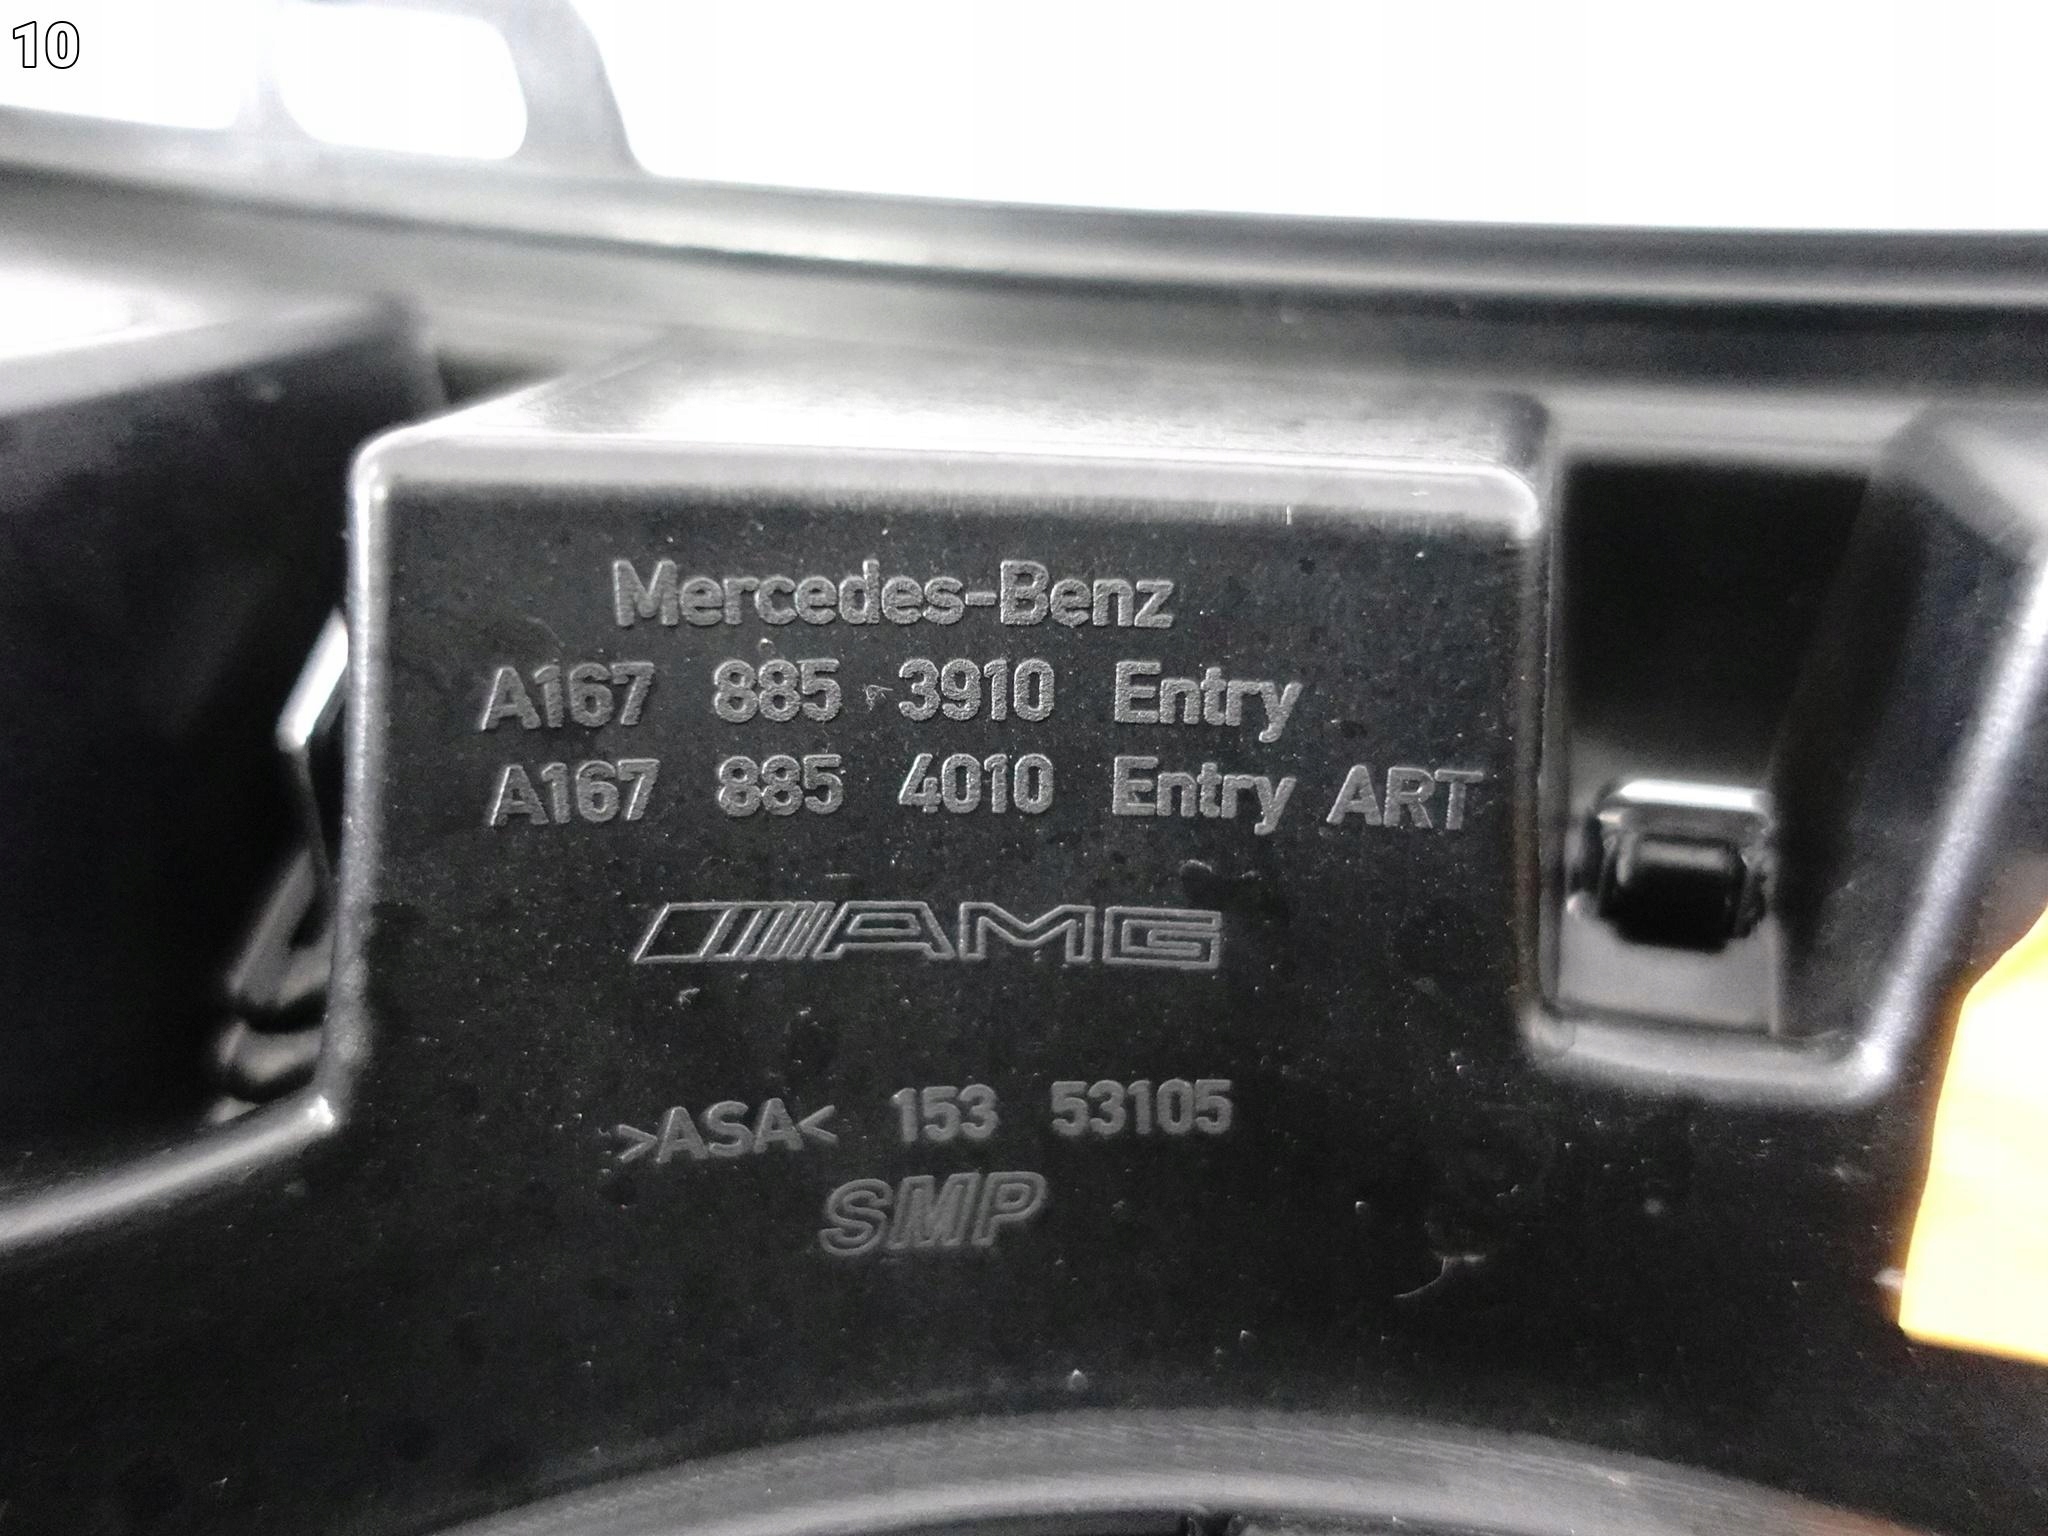 10
Mercedes-Benz
A167 885 3910 Entry
A167 885 4010 Entry ART
AMG
>ASA< 153 53105
SMP